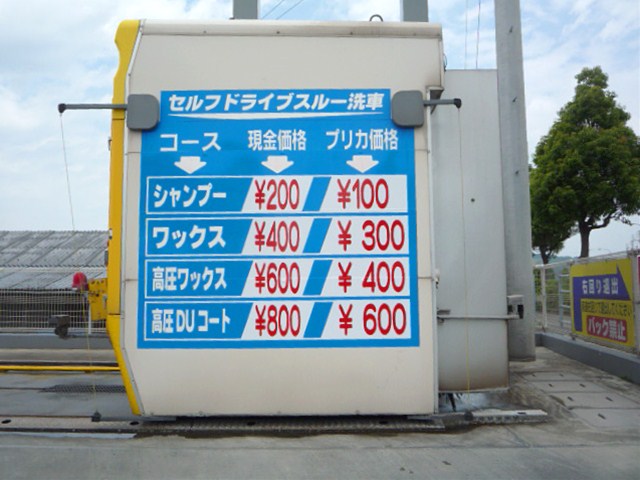 セルフドライブスルー洗車
コース 現金価格 プリカ価格
シャンプー ¥200 ¥100
ワックス ¥400 ¥300
高圧ワックス ¥600 ¥400
高圧DUコート ¥800 ¥600
右回り退出
バック禁止